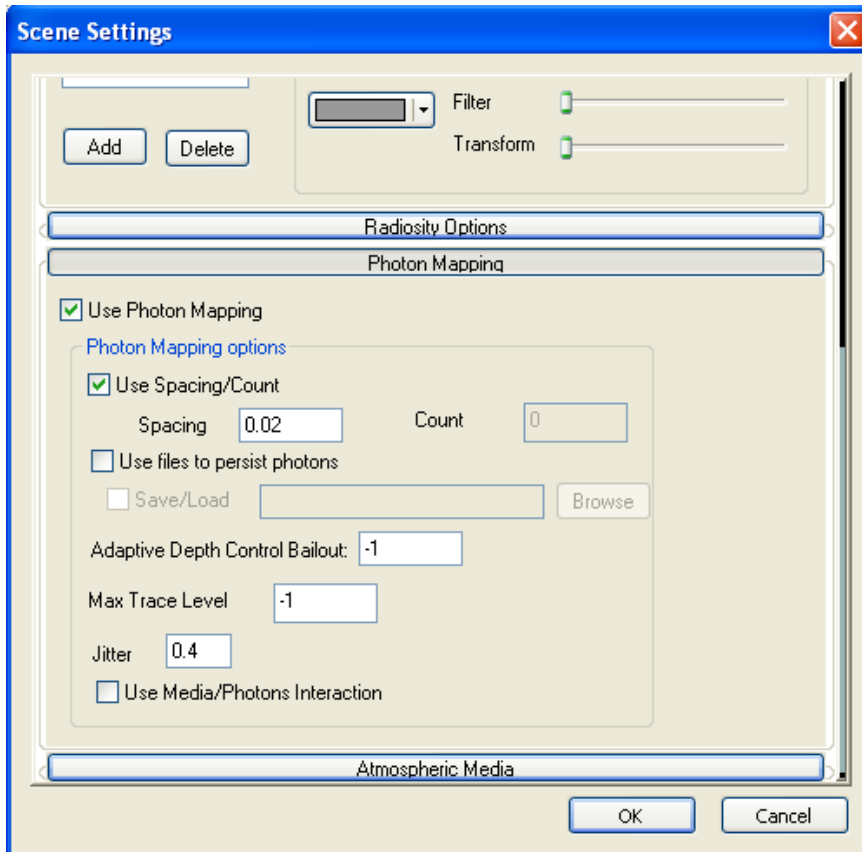 Scene Settings
Filter
Add Delete Transform
Radiosity Options
Photon Mapping
Use Photon Mapping
Photon Mapping options
Use Spacing/Count
Spacing 0.02 Count 0
Use files to persist photons
Save/Load Browse
Adaptive Depth Control Bailout: -1
Max Trace Level -1
Jitter 0.4
Use Media/Photons Interaction
Atmospheric Media
OK Cancel